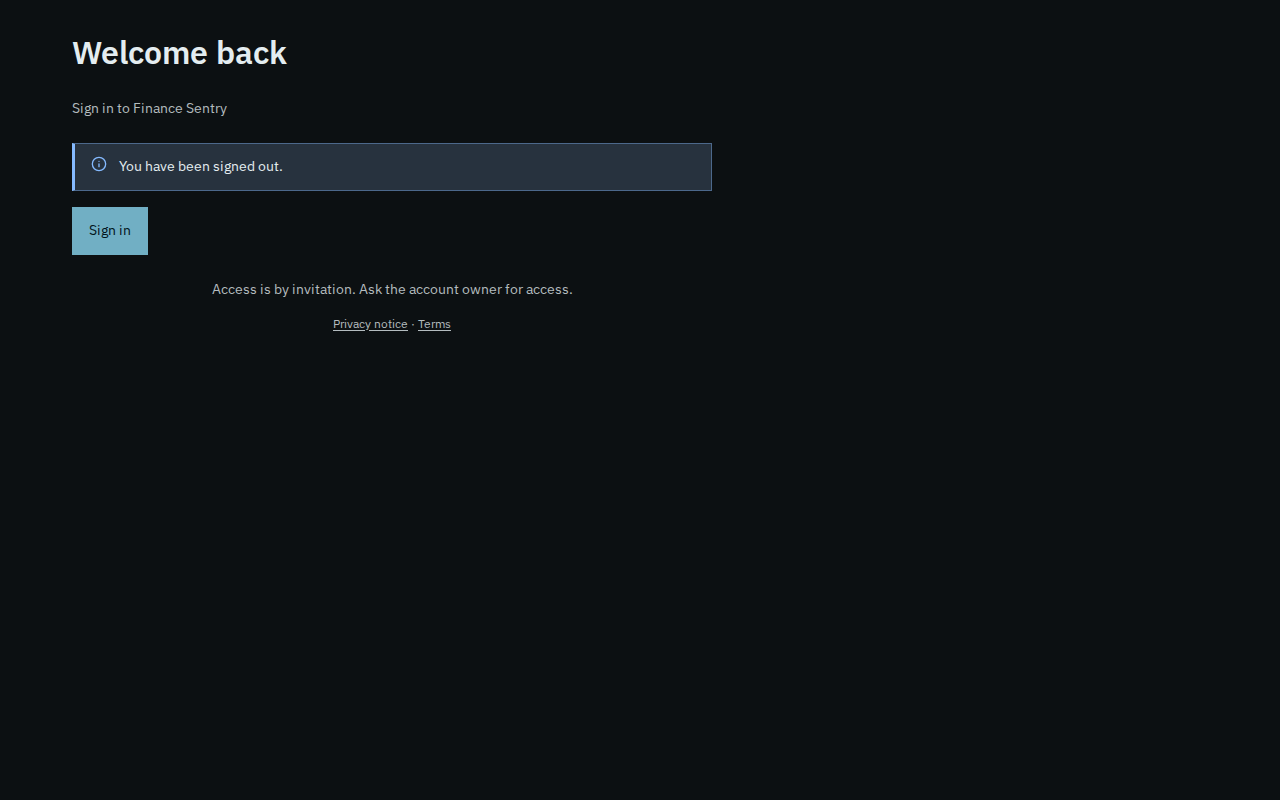 Welcome back
Sign in to Finance Sentry
You have been signed out.
Sign in
Access is by invitation. Ask the account owner for access.
Privacy notice · Terms